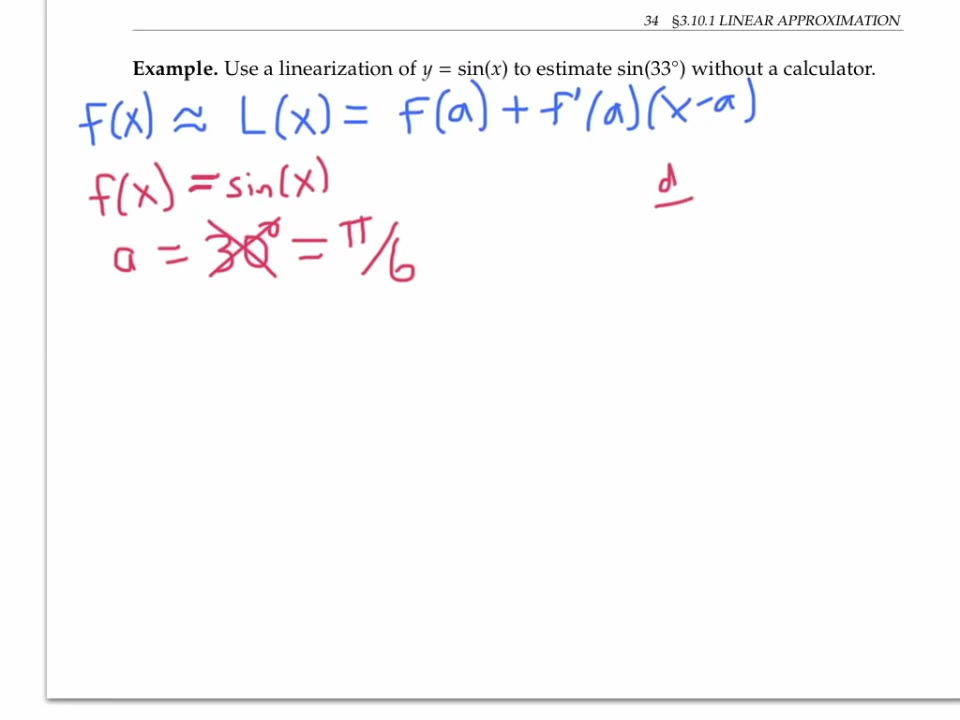 34 §3.10.1 LINEAR APPROXIMATION
Example. Use a linearization of y = sin(x) to estimate sin(33°) without a calculator.
f(x) ≈ L(x) = f(a) + f'(a)(x-a)
f(x) = sin(x)
d
a = 30° = π/6